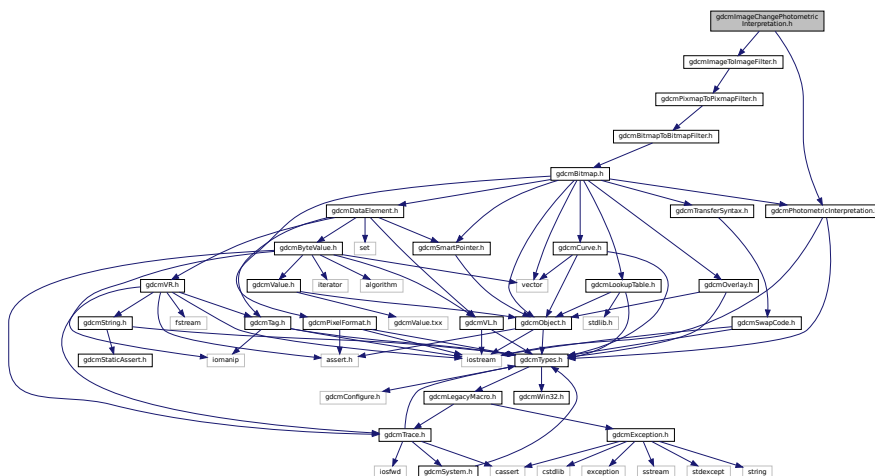 gdcmImageChangePhotometric
Interpretation.h
gdcmImageToImageFilter.h
gdcmPixmapToPixmapFilter.h
gdcmBitmapToBitmapFilter.h
gdcmBitmap.h
gdcmDataElement.h
gdcmTransferSyntax.h
gdcmPhotometricInterpretation.h
gdcmByteValue.h
set
gdcmSmartPointer.h
gdcmCurve.h
gdcmVR.h
gdcmValue.h
iterator
algorithm
vector
gdcmLookupTable.h
gdcmOverlay.h
gdcmString.h
fstream
gdcmTag.h
gdcmPixelFormat.h
gdcmValue.txx
gdcmVL.h
gdcmObject.h
stdlib.h
gdcmSwapCode.h
gdcmStaticAssert.h
iomanip
assert.h
iostream
gdcmTypes.h
gdcmConfigure.h
gdcmLegacyMacro.h
gdcmWin32.h
gdcmTrace.h
gdcmException.h
iosfwd
gdcmSystem.h
cassert
cstdlib
exception
sstream
stdexcept
string